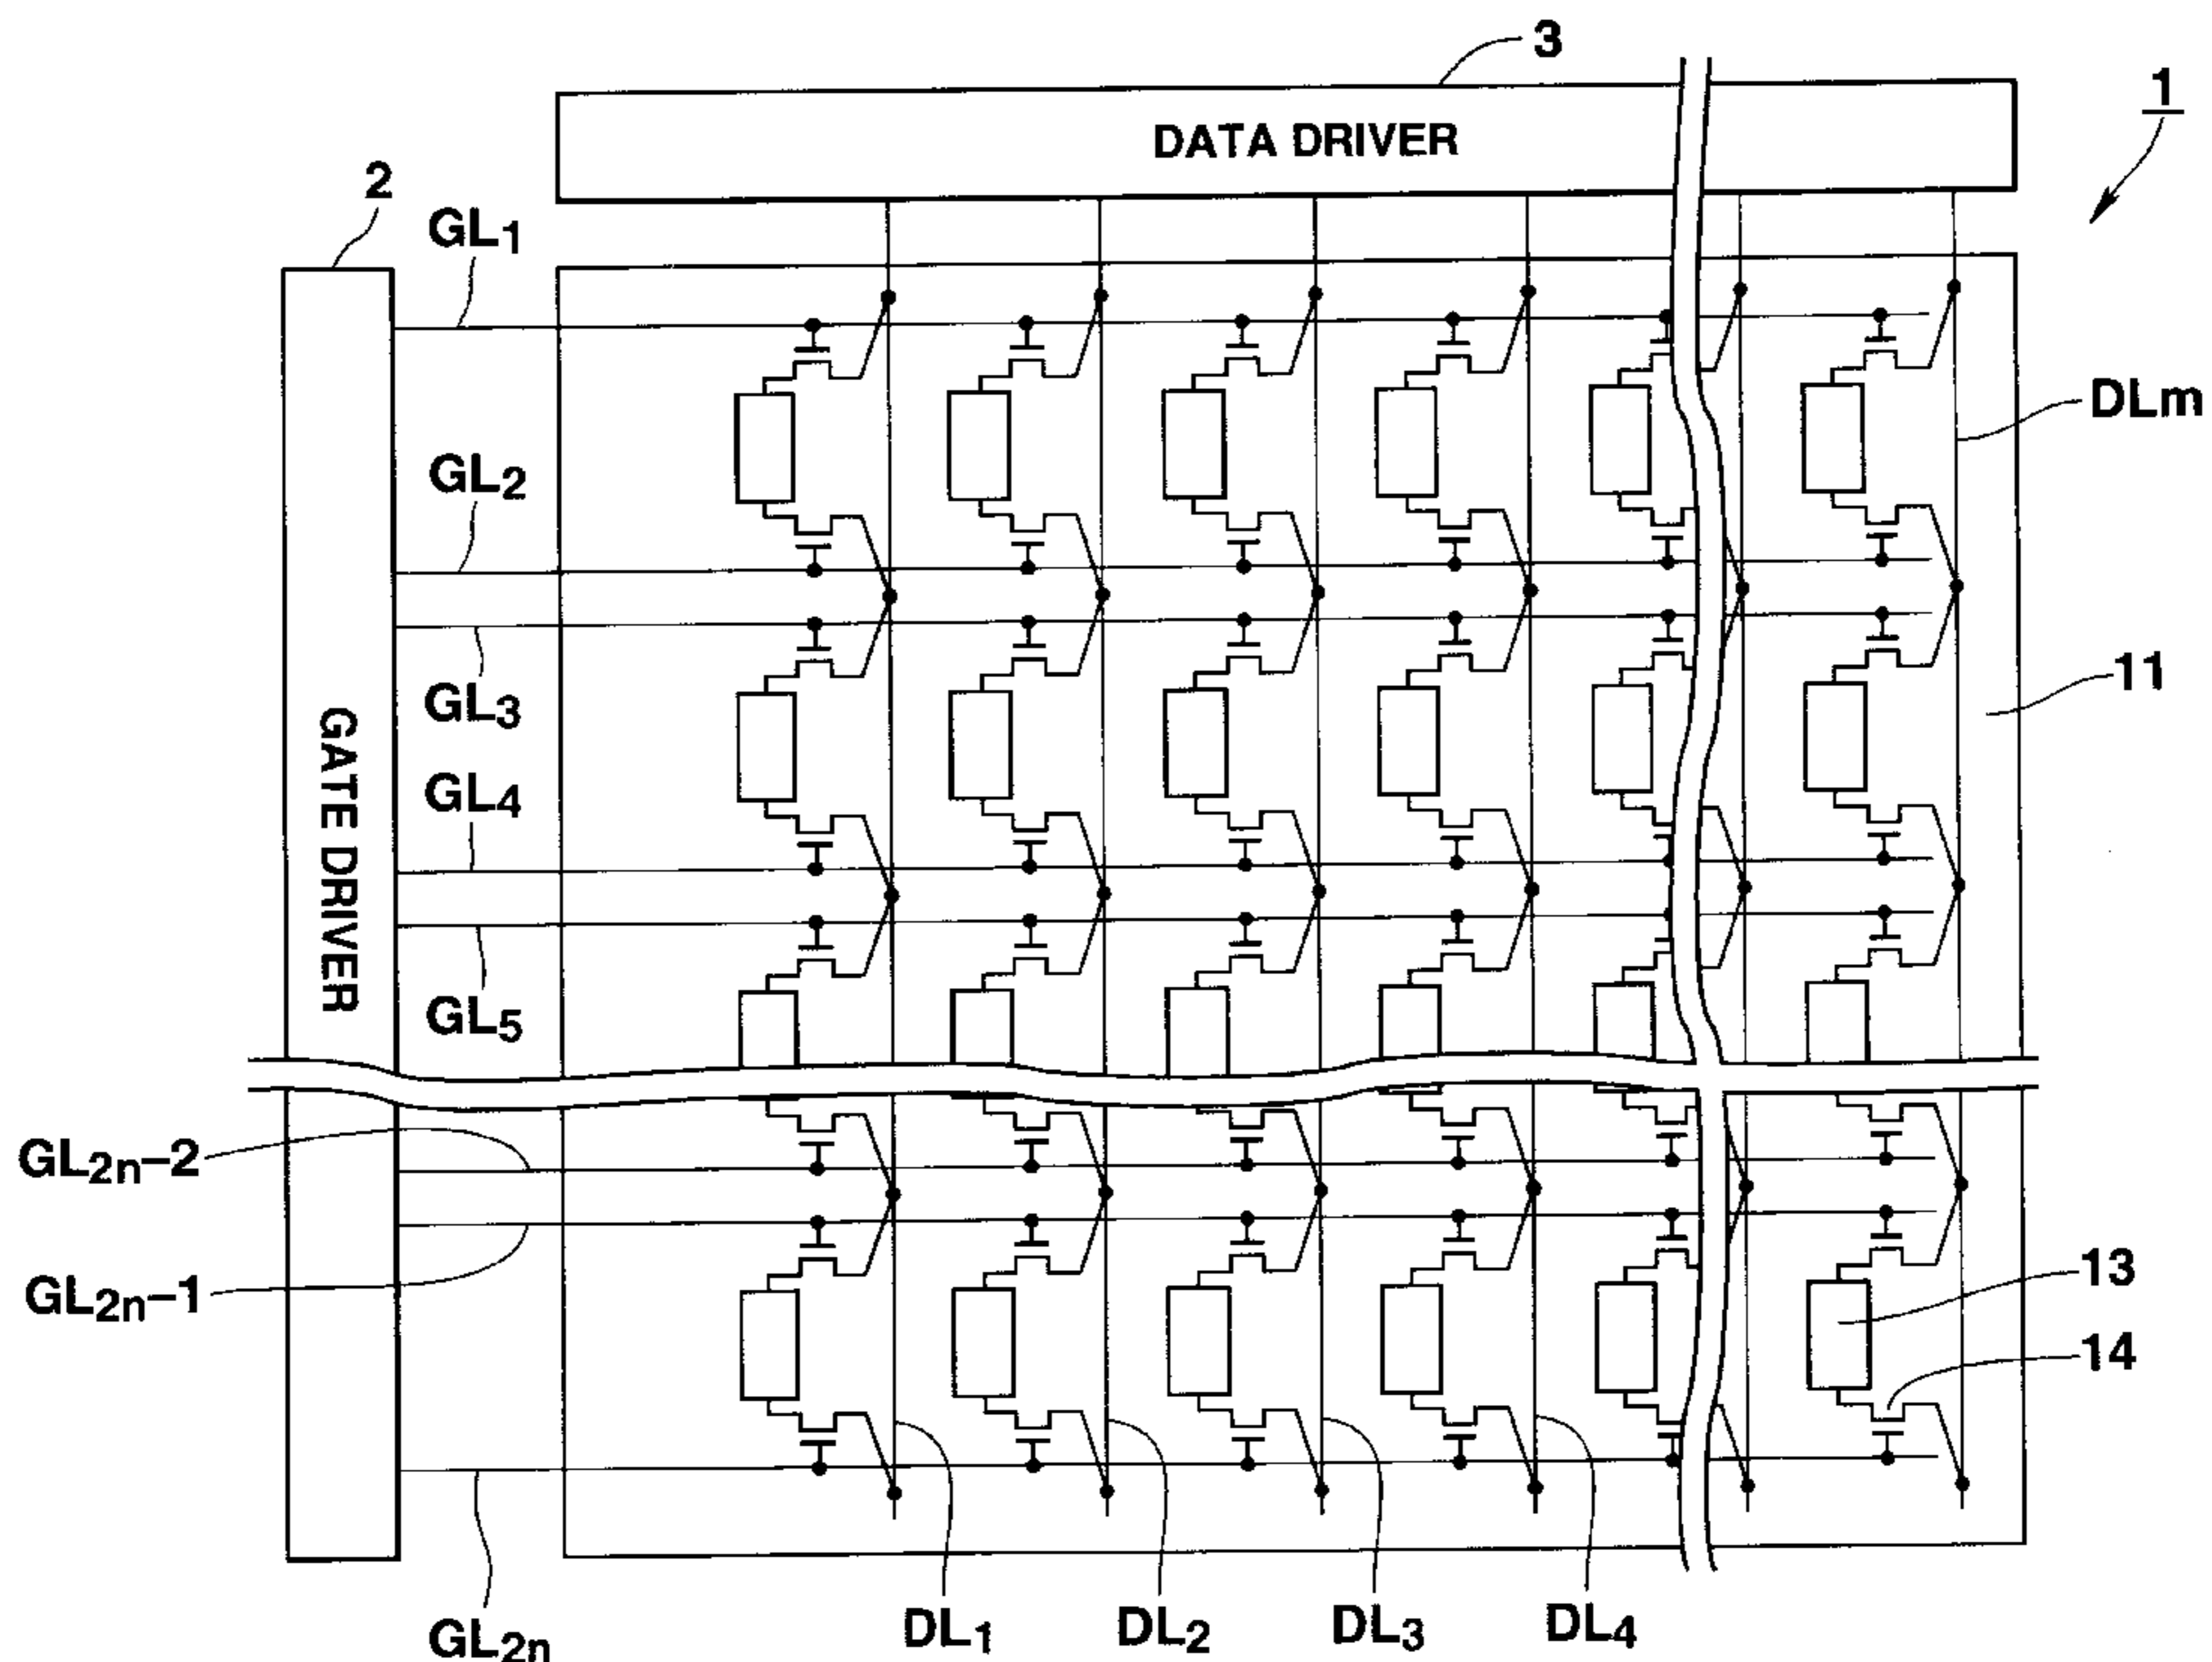 3
1
DATA DRIVER
2
GL1
DLm
GL2
11
GL3
GATE DRIVER
GL4
GL5
GL2n-2
13
GL2n-1
14
DL1
DL2
DL3
DL4
GL2n